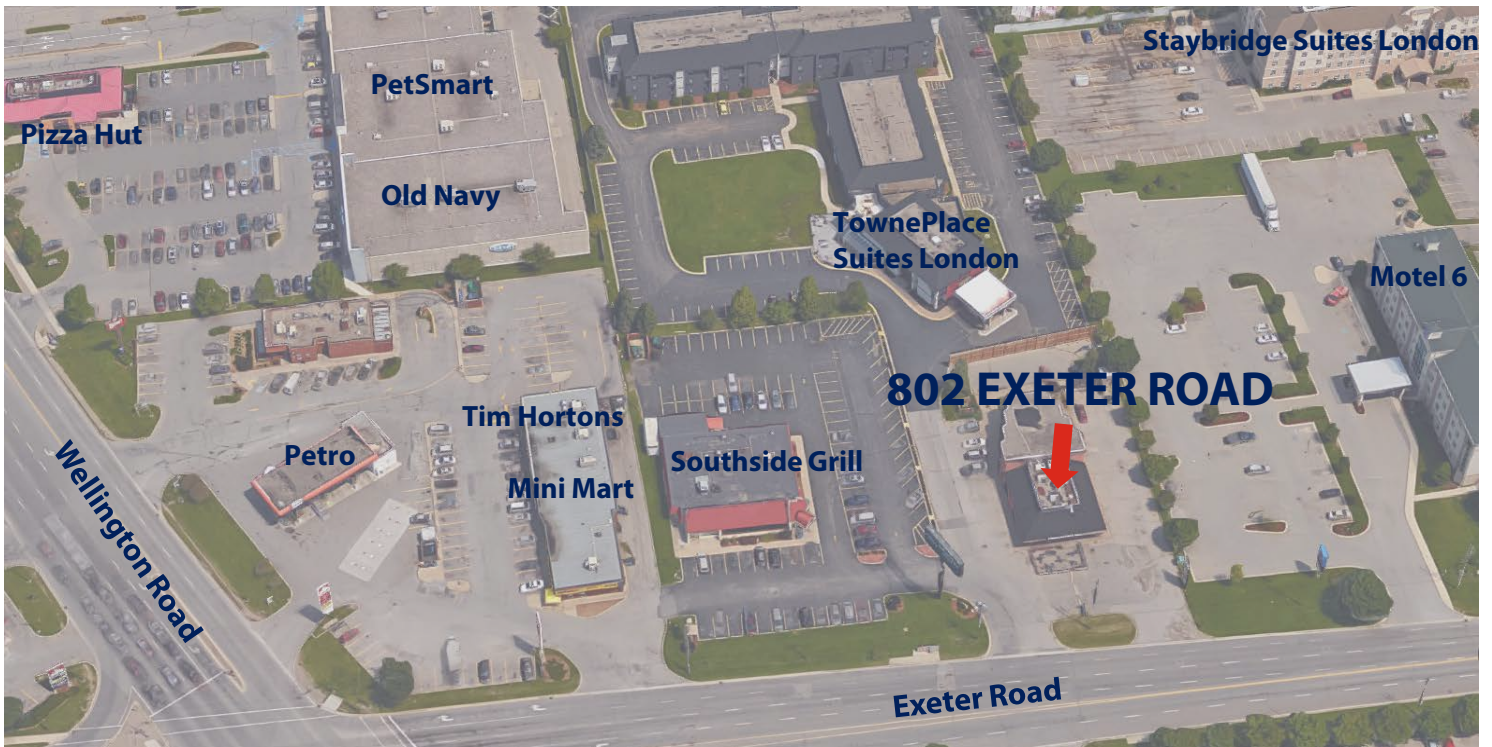 Staybridge Suites London
PetSmart
Pizza Hut
Old Navy
TownePlace
Suites London
Motel 6
802 EXETER ROAD
Tim Hortons
Petro
Southside Grill
Mini Mart
Wellington Road
Exeter Road